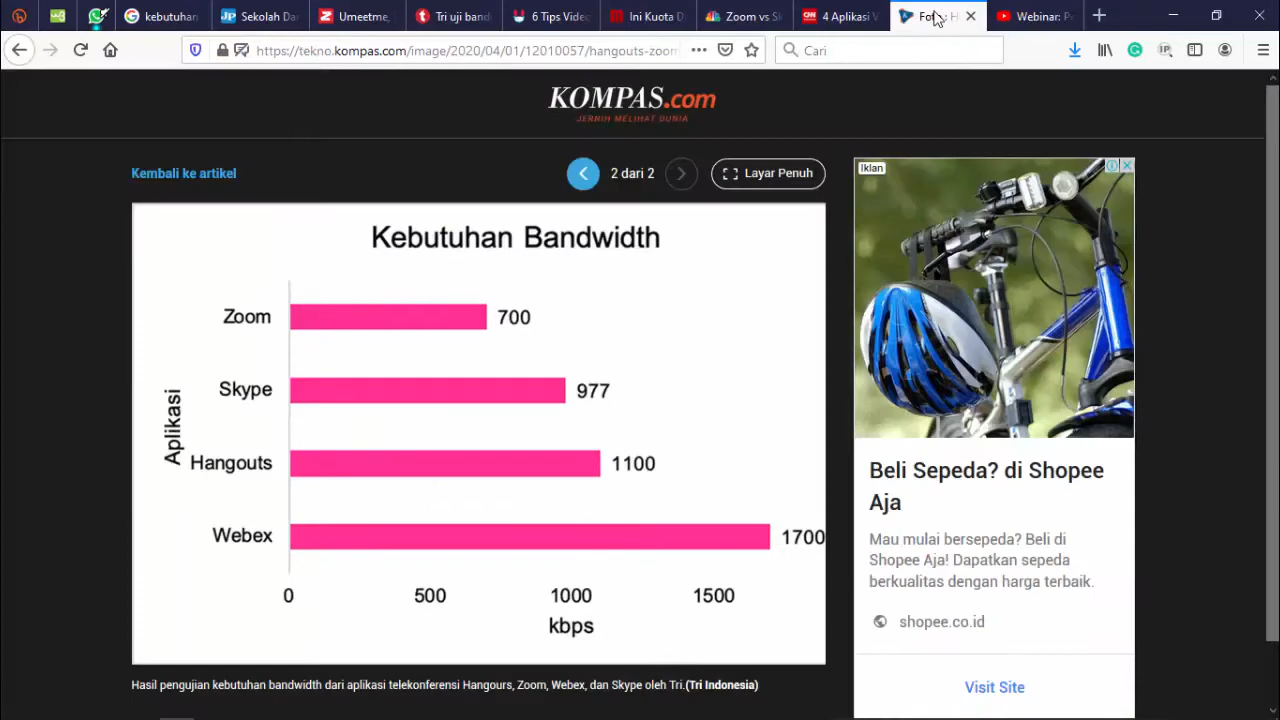 kebutuhan
Sekolah Da
Umeetme,
Tri uji band
6 Tips Video
Ini Kuota D
Zoom vs Sk
4 Aplikasi V
Webinar: P
https://tekno.kompas.com/image/2020/04/01/12010057/hangouts-zoom
Cari
KOMPAS.com
JERNIH MELIHAT DUNIA
Kembali ke artikel
2 dari 2
Layar Penuh
Kebutuhan Bandwidth
Aplikasi
Zoom 700
Skype 977
Hangouts 1100
Webex 1700
0 500 1000 1500
kbps
Hasil pengujian kebutuhan bandwidth dari aplikasi telekonferensi Hangours, Zoom, Webex, dan Skype oleh Tri.(Tri Indonesia)
Iklan
Beli Sepeda? di Shopee
Aja
Mau mulai bersepeda? Beli di
Shopee Aja! Dapatkan sepeda
berkualitas dengan harga terbaik.
shopee.co.id
Visit Site